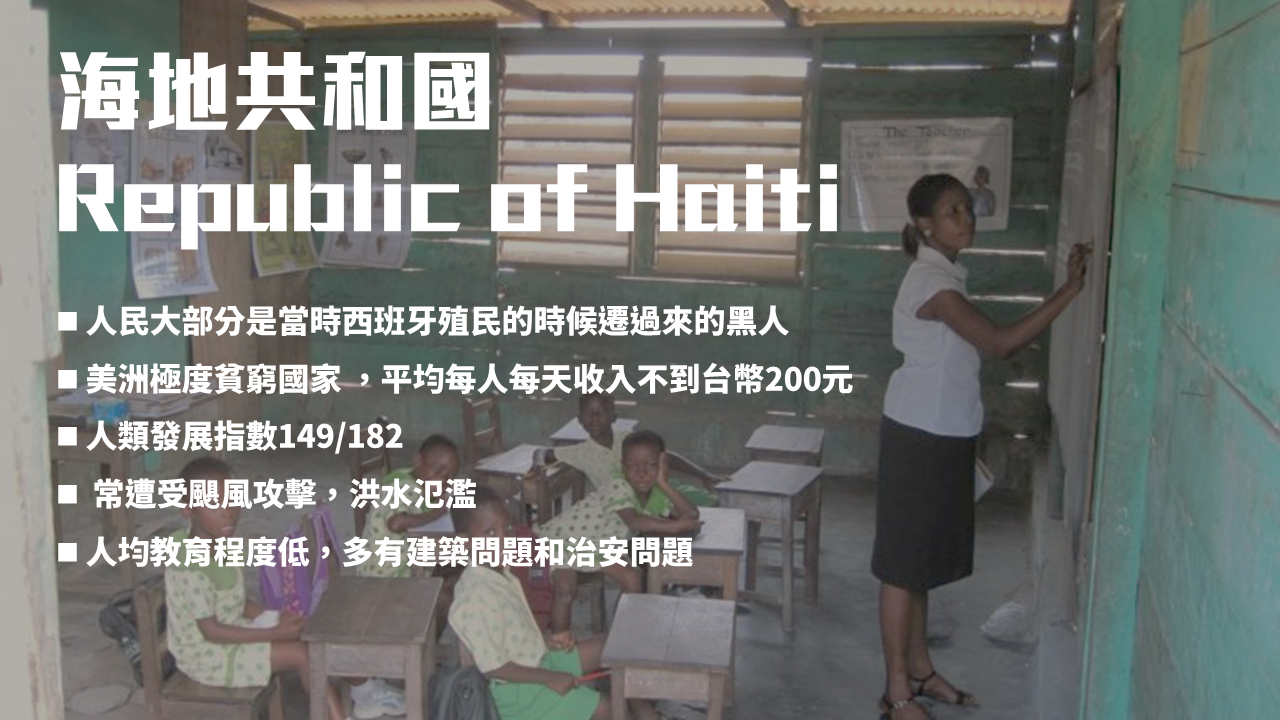 海地共和國
Republic of Haiti
■ 人民大部分是當時西班牙殖民的時候遷過來的黑人
■ 美洲極度貧窮國家 ，平均每人每天收入不到台幣200元
■ 人類發展指數149/182
■ 常遭受颶風攻擊，洪水氾濫
■ 人均教育程度低，多有建築問題和治安問題
The Teacher